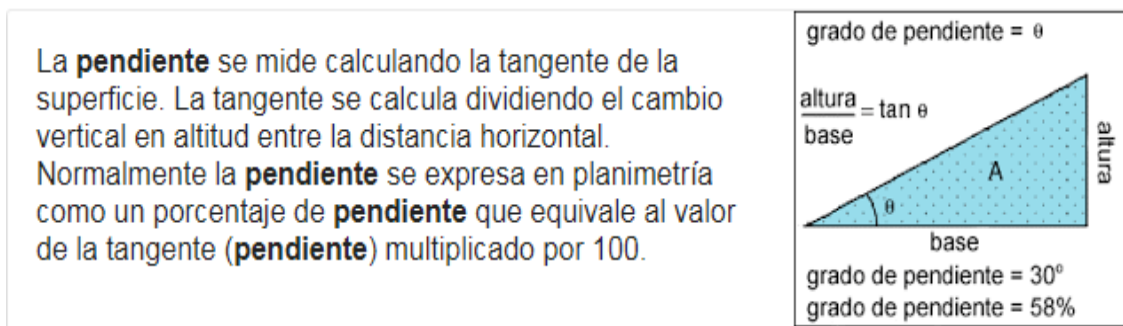 La pendiente se mide calculando la tangente de la
superficie. La tangente se calcula dividiendo el cambio
vertical en altitud entre la distancia horizontal.
Normalmente la pendiente se expresa en planimetría
como un porcentaje de pendiente que equivale al valor
de la tangente (pendiente) multiplicado por 100.
grado de pendiente = θ
altura
base
= tan θ
A
θ
altura
base
grado de pendiente = 30º
grado de pendiente = 58%